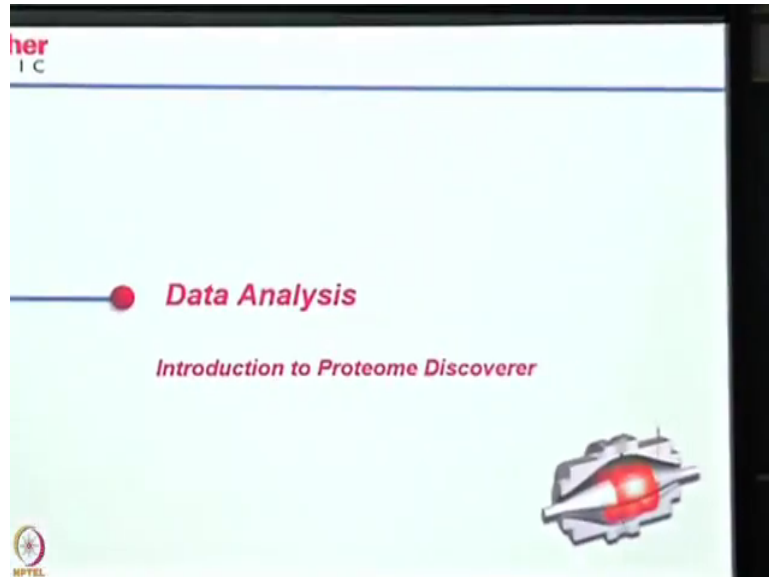 her
I C
Data Analysis
Introduction to Proteome Discoverer
NPTEL